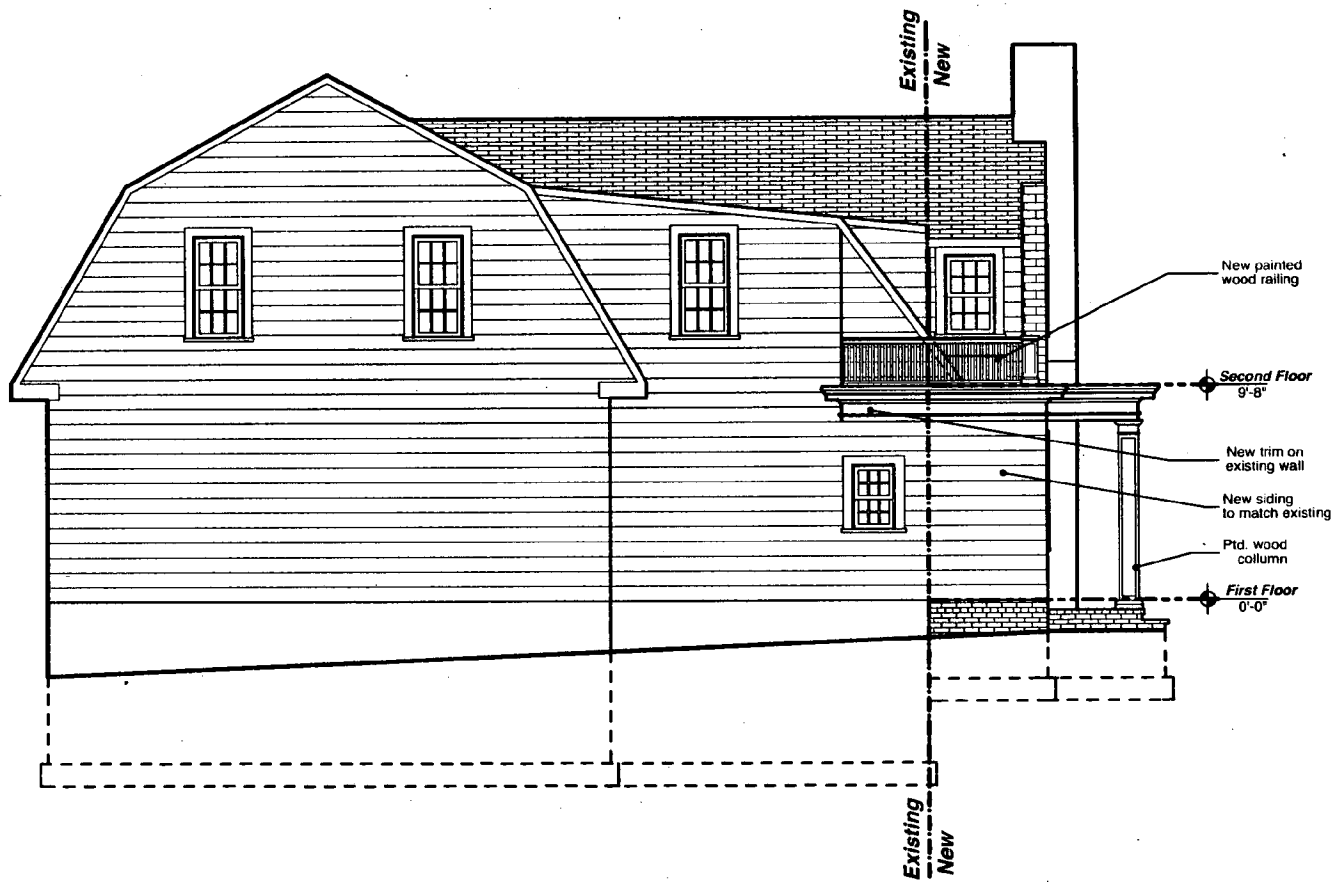 Existing
New
New painted
wood railing
Second Floor
9'-8"
New trim on
existing wall
New siding
to match existing
Ptd. wood
collumn
First Floor
0'-0"
Existing
New